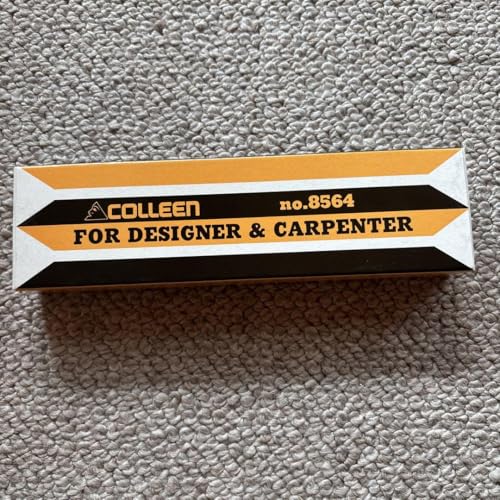 COLLEEN no.8564
FOR DESIGNER & CARPENTER